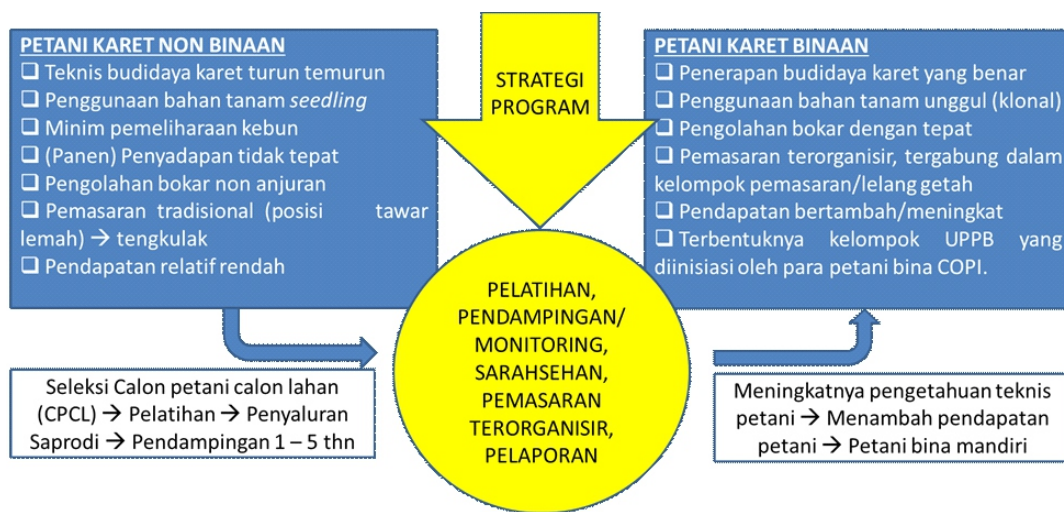 PETANI KARET NON BINAAN
❑ Teknis budidaya karet turun temurun
❑ Penggunaan bahan tanam seedling
❑ Minim pemeliharaan kebun
❑ (Panen) Penyadapan tidak tepat
❑ Pengolahan bokar non anjuran
❑ Pemasaran tradisional (posisi tawar
lemah) → tengkulak
❑ Pendapatan relatif rendah
STRATEGI
PROGRAM
PETANI KARET BINAAN
❑ Penerapan budidaya karet yang benar
❑ Penggunaan bahan tanam unggul (klonal)
❑ Pengolahan bokar dengan tepat
❑ Pemasaran terorganisir, tergabung dalam
kelompok pemasaran/lelang getah
❑ Pendapatan bertambah/meningkat
❑ Terbentuknya kelompok UPPB yang
diinisiasi oleh para petani bina COPI.
Seleksi Calon petani calon lahan
(CPCL) → Pelatihan → Penyaluran
Saprodi → Pendampingan 1 – 5 thn
PELATIHAN,
PENDAMPINGAN/
MONITORING,
SARAHSEHAN,
PEMASARAN
TERORGANISIR,
PELAPORAN
Meningkatnya pengetahuan teknis
petani → Menambah pendapatan
petani → Petani bina mandiri